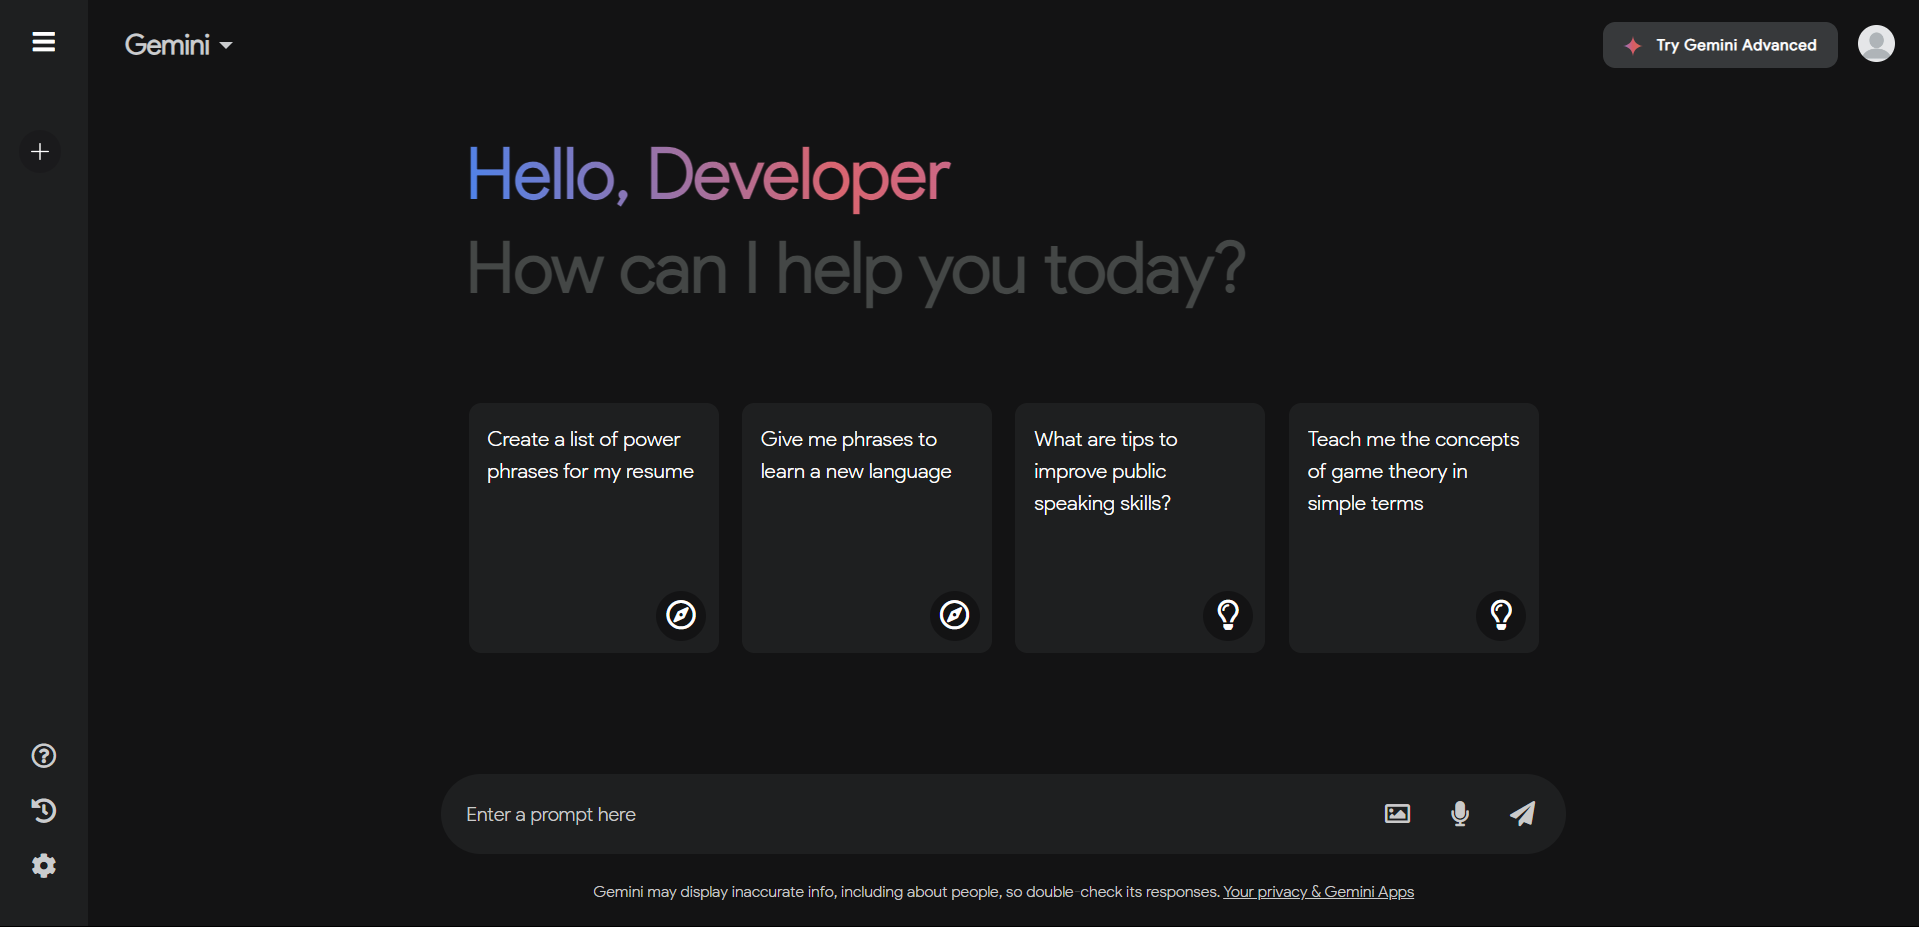 Gemini
Try Gemini Advanced
Hello, Developer
How can I help you today?
Create a list of power
phrases for my resume
Give me phrases to
learn a new language
What are tips to
improve public
speaking skills?
Teach me the concepts
of game theory in
simple terms
Enter a prompt here
Gemini may display inaccurate info, including about people, so double-check its responses. Your privacy & Gemini Apps